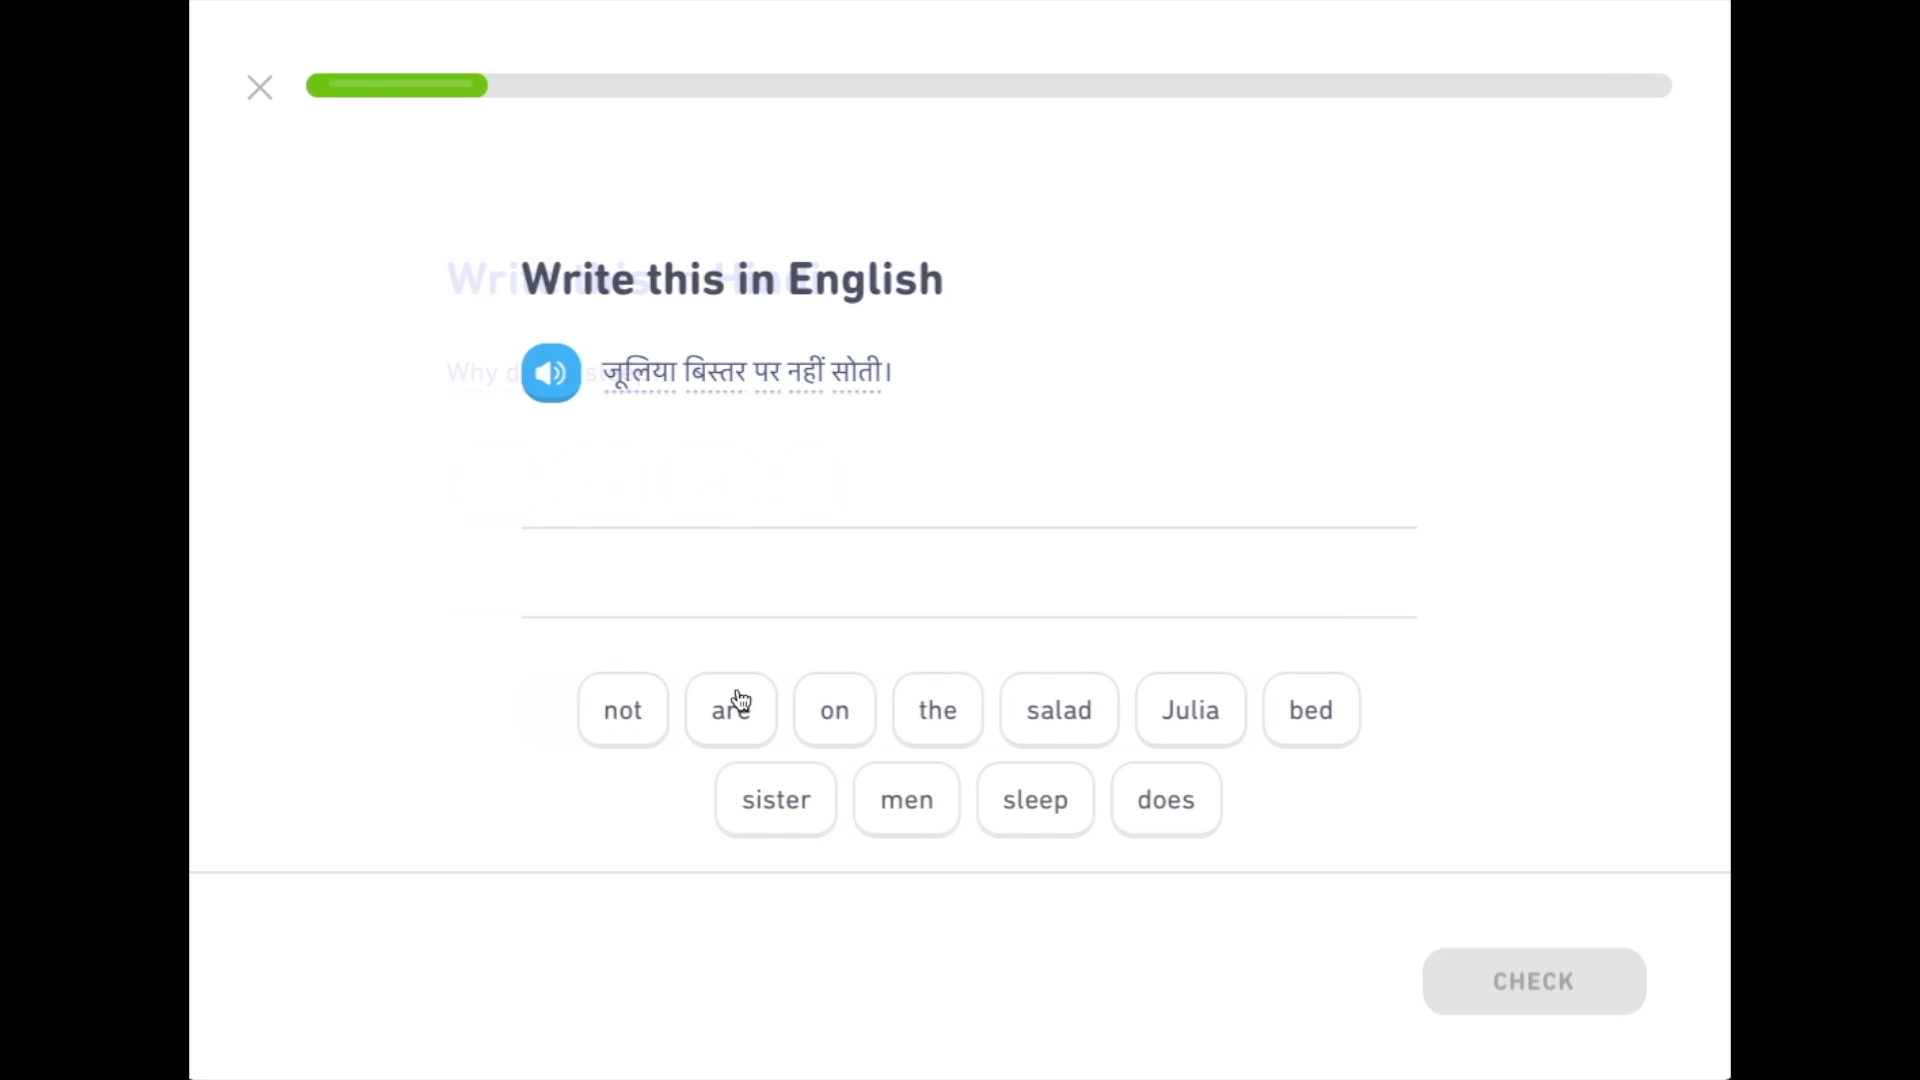 Write this in English
जूलिया बिस्तर पर नहीं सोती।
not are on the salad Julia bed
sister men sleep does
CHECK